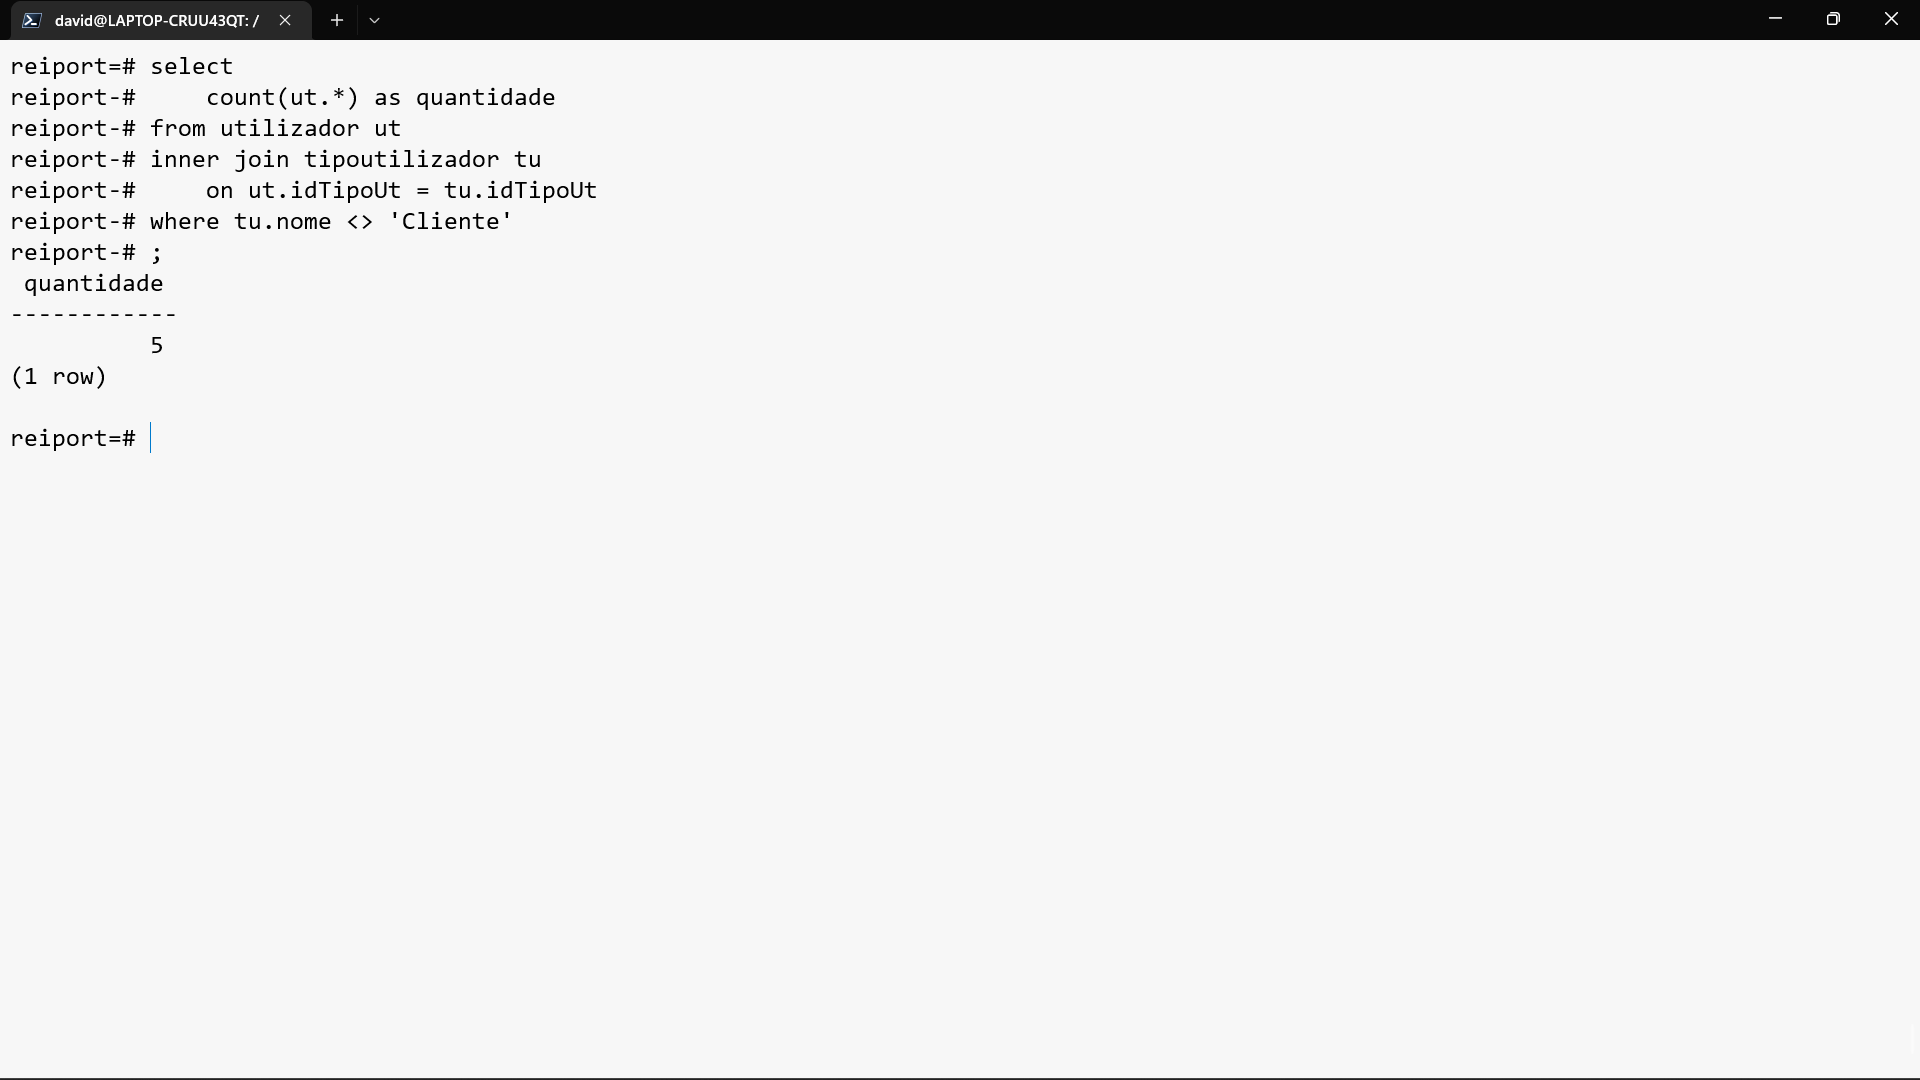 david@LAPTOP-CRUU43QT: /
reiport=# select
reiport-#     count(ut.*) as quantidade
reiport-# from utilizador ut
reiport-# inner join tipoutilizador tu
reiport-#     on ut.idTipoUt = tu.idTipoUt
reiport-# where tu.nome <> 'Cliente'
reiport-# ;
 quantidade
------------
          5
(1 row)
reiport=#